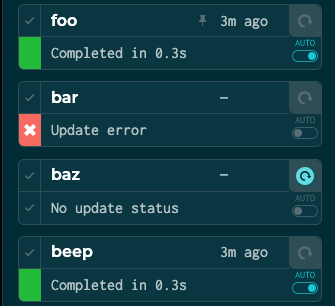 foo 3m ago
AUTO
Completed in 0.3s
bar –
AUTO
Update error
baz –
AUTO
No update status
beep 3m ago
AUTO
Completed in 0.3s